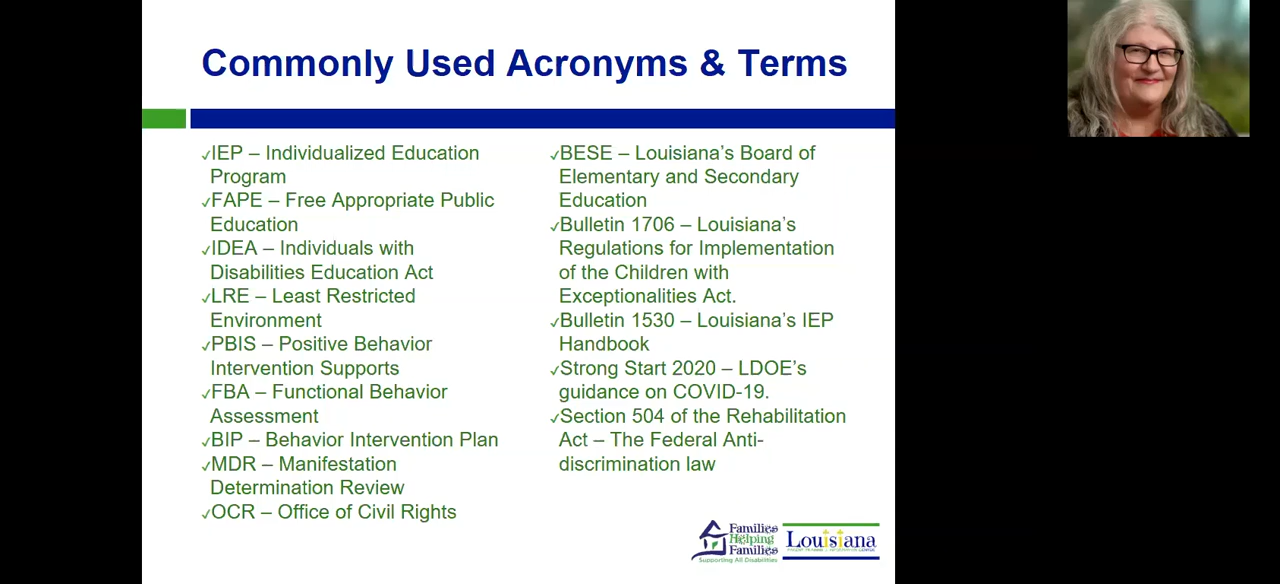 Commonly Used Acronyms & Terms
✓IEP – Individualized Education
Program
✓FAPE – Free Appropriate Public
Education
✓IDEA – Individuals with
Disabilities Education Act
✓LRE – Least Restricted
Environment
✓PBIS – Positive Behavior
Intervention Supports
✓FBA – Functional Behavior
Assessment
✓BIP – Behavior Intervention Plan
✓MDR – Manifestation
Determination Review
✓OCR – Office of Civil Rights
✓BESE – Louisiana's Board of
Elementary and Secondary
Education
✓Bulletin 1706 – Louisiana's
Regulations for Implementation
of the Children with
Exceptionalities Act.
✓Bulletin 1530 – Louisiana's IEP
Handbook
✓Strong Start 2020 – LDOE's
guidance on COVID-19.
✓Section 504 of the Rehabilitation
Act – The Federal Anti-
discrimination law
Families
Helping
Families
Supporting All Disabilities
Louisiana